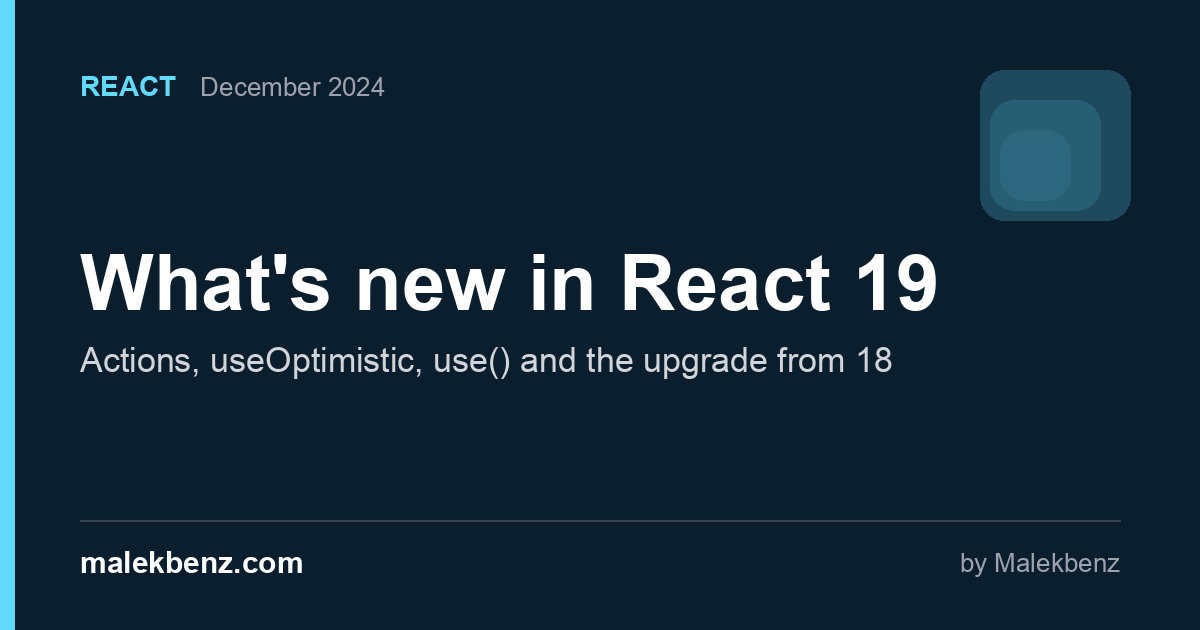 REACT December 2024
What's new in React 19
Actions, useOptimistic, use() and the upgrade from 18
malekbenz.com
by Malekbenz